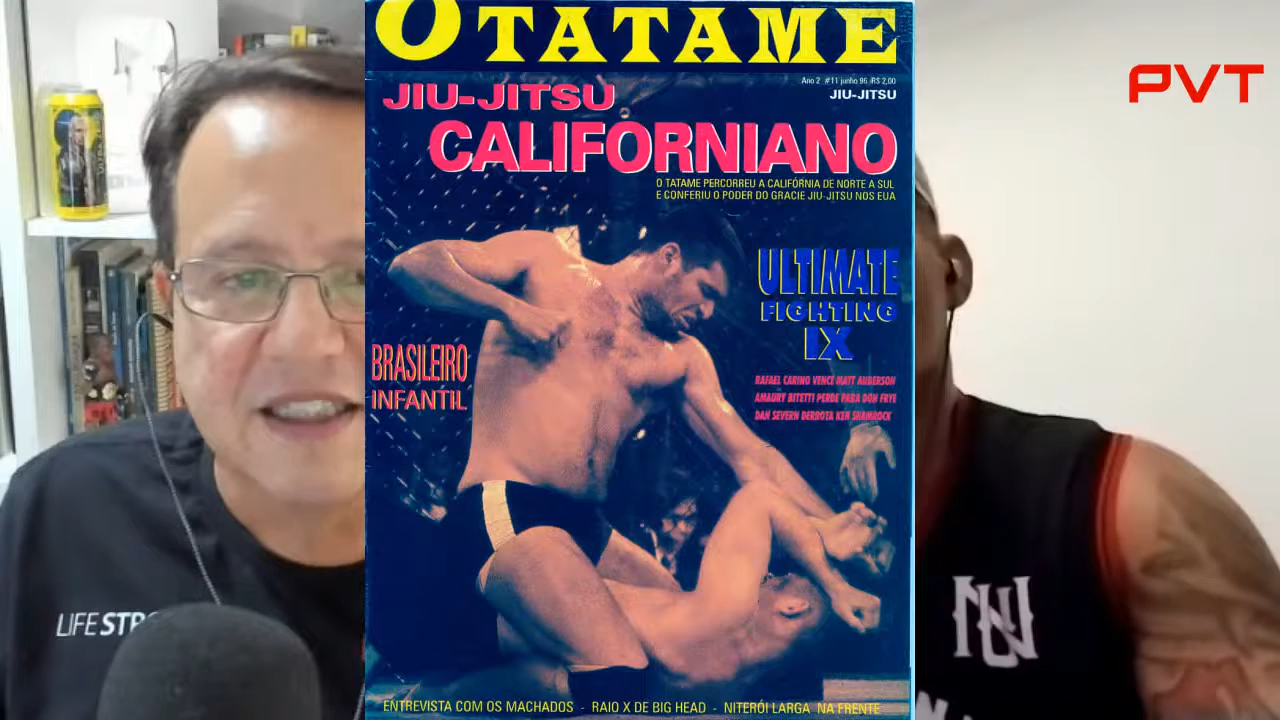 O TATAME
Ano 2 #11 junho 96 R$ 2,00
JIU-JITSU
JIU-JITSU
CALIFORNIANO
O TATAME PERCORREU A CALIFÓRNIA DE NORTE A SUL
E CONFERIU O PODER DO GRACIE JIU-JITSU NOS EUA
ULTIMATE
FIGHTING
IX
RAFAEL CARINO VENCE MATT ANDERSON
AMAURY BITETTI PERDE PARA DON FRYE
DAN SEVERN DERROTA KEN SHAMROCK
BRASILEIRO
INFANTIL
ENTREVISTA COM OS MACHADOS - RAIO X DE BIG HEAD - NITERÓI LARGA NA FRENTE
PVT
LIFE
NU